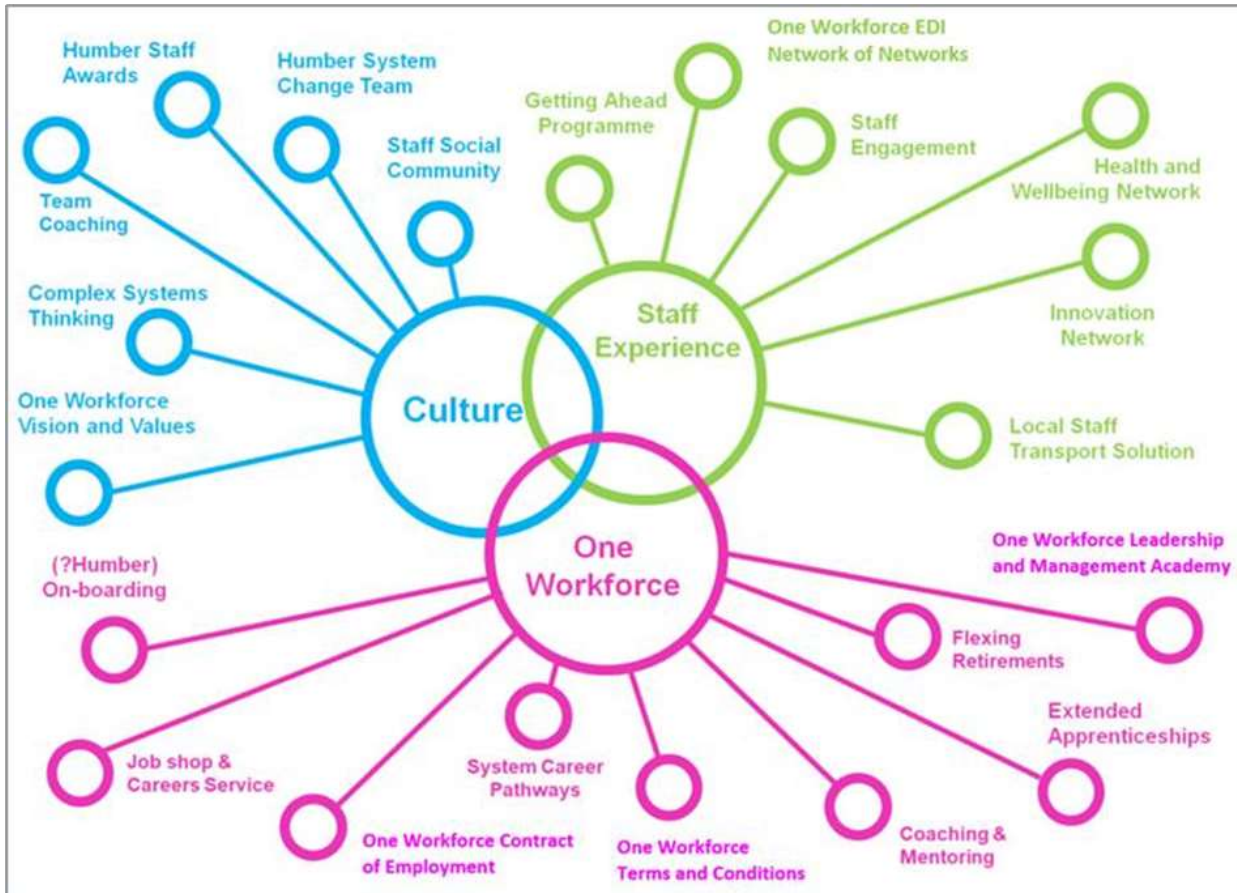 Humber Staff
Awards
Humber System
Change Team
One Workforce EDI
Network of Networks
Getting Ahead
Programme
Staff
Engagement
Staff Social
Community
Health and
Wellbeing Network
Team
Coaching
Complex Systems
Thinking
Staff
Experience
Innovation
Network
One Workforce
Vision and Values
Culture
Local Staff
Transport Solution
(?Humber)
On-boarding
One
Workforce
One Workforce Leadership
and Management Academy
Flexing
Retirements
Extended
Apprenticeships
Job shop &
Careers Service
System Career
Pathways
One Workforce Contract
of Employment
One Workforce
Terms and Conditions
Coaching &
Mentoring